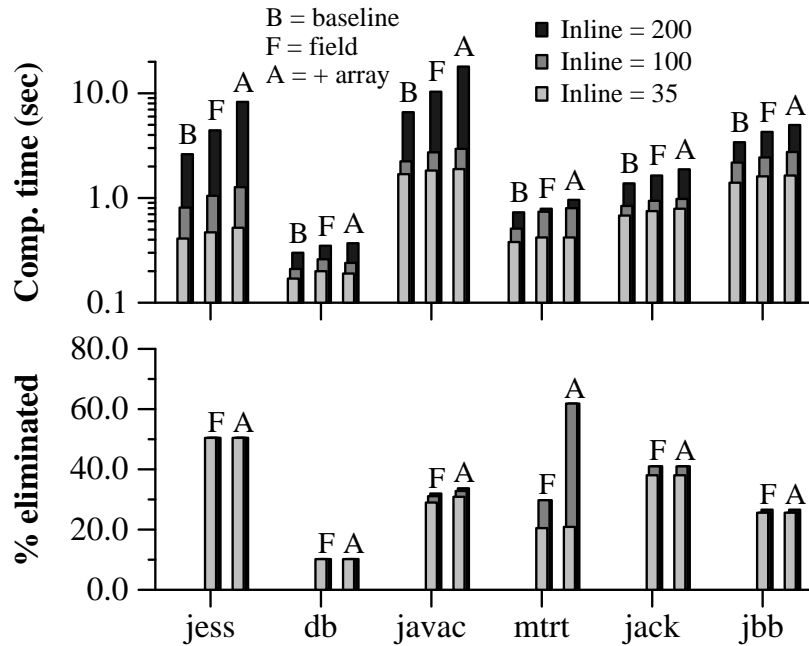 B = baseline
F = field
A = + array
Inline = 200
Inline = 100
Inline = 35
Comp. time (sec)
10.0
1.0
0.1
B F A
B F A
B F A
B F A
B F A
B F A
% eliminated
80.0
60.0
40.0
20.0
0.0
F A
F A
F A
F A
F A
F A
jess db javac mtrt jack jbb